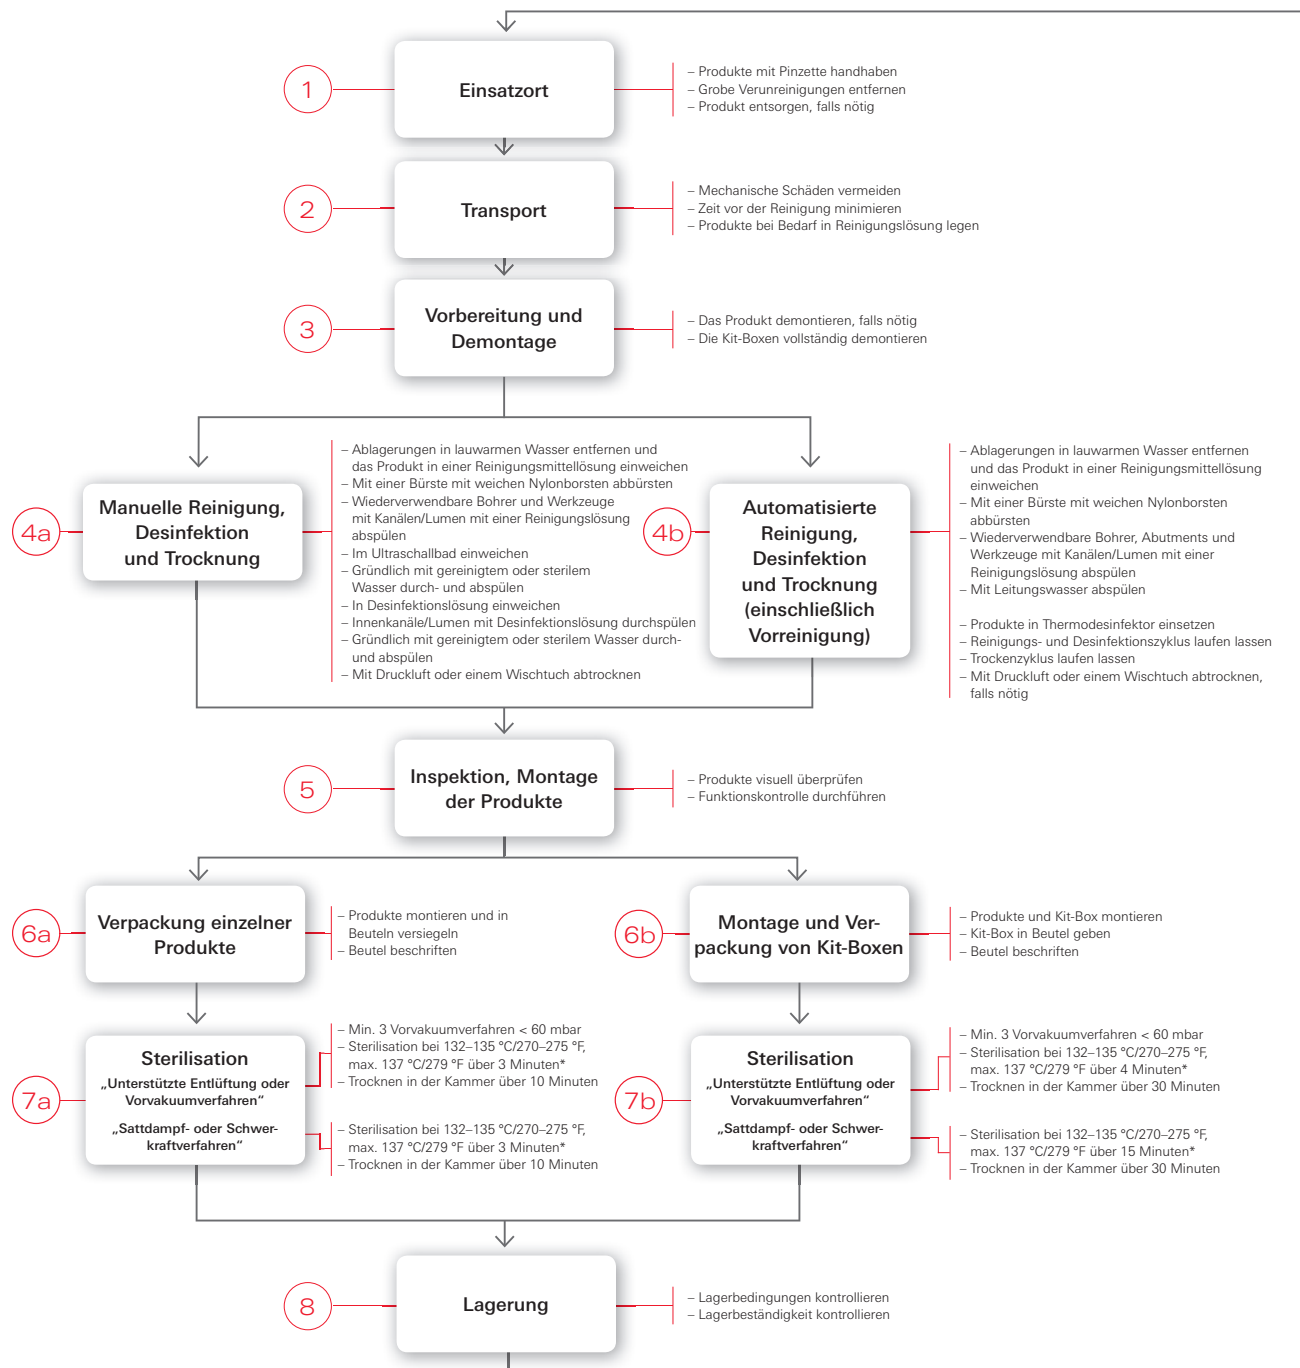 1
Einsatzort
– Produkte mit Pinzette handhaben
– Grobe Verunreinigungen entfernen
– Produkt entsorgen, falls nötig
2
Transport
– Mechanische Schäden vermeiden
– Zeit vor der Reinigung minimieren
– Produkte bei Bedarf in Reinigungslösung legen
3
Vorbereitung und
Demontage
– Das Produkt demontieren, falls nötig
– Die Kit-Boxen vollständig demontieren
4a
Manuelle Reinigung,
Desinfektion
und Trocknung
– Ablagerungen in lauwarmen Wasser entfernen und
das Produkt in einer Reinigungsmittellösung einweichen
– Mit einer Bürste mit weichen Nylonborsten abbürsten
– Wiederverwendbare Bohrer und Werkzeuge
mit Kanälen/Lumen mit einer Reinigungslösung
abspülen
– Im Ultraschallbad einweichen
– Gründlich mit gereinigtem oder sterilem
Wasser durch- und abspülen
– In Desinfektionslösung einweichen
– Innenkanäle/Lumen mit Desinfektionslösung durchspülen
– Gründlich mit gereinigtem oder sterilem Wasser durch-
und abspülen
– Mit Druckluft oder einem Wischtuch abtrocknen
4b
Automatisierte
Reinigung,
Desinfektion
und Trocknung
(einschließlich
Vorreinigung)
– Ablagerungen in lauwarmen Wasser entfernen
und das Produkt in einer Reinigungsmittellösung
einweichen
– Mit einer Bürste mit weichen Nylonborsten
abbürsten
– Wiederverwendbare Bohrer, Abutments und
Werkzeuge mit Kanälen/Lumen mit einer
Reinigungslösung abspülen
– Mit Leitungswasser abspülen
– Produkte in Thermodesinfektor einsetzen
– Reinigungs- und Desinfektionszyklus laufen lassen
– Trockenzyklus laufen lassen
– Mit Druckluft oder einem Wischtuch abtrocknen,
falls nötig
5
Inspektion, Montage
der Produkte
– Produkte visuell überprüfen
– Funktionskontrolle durchführen
6a
Verpackung einzelner
Produkte
– Produkte montieren und in
Beuteln versiegeln
– Beutel beschriften
6b
Montage und Ver-
packung von Kit-Boxen
– Produkte und Kit-Box montieren
– Kit-Box in Beutel geben
– Beutel beschriften
7a
Sterilisation
„Unterstützte Entlüftung oder
Vorvakuumverfahren“
„Sattdampf- oder Schwer-
kraftverfahren“
– Min. 3 Vorvakuumverfahren < 60 mbar
– Sterilisation bei 132–135 °C/270–275 °F,
max. 137 °C/279 °F über 3 Minuten*
– Trocknen in der Kammer über 10 Minuten
– Sterilisation bei 132–135 °C/270–275 °F,
max. 137 °C/279 °F über 3 Minuten*
– Trocknen in der Kammer über 10 Minuten
7b
Sterilisation
„Unterstützte Entlüftung oder
Vorvakuumverfahren“
„Sattdampf- oder Schwer-
kraftverfahren“
– Min. 3 Vorvakuumverfahren < 60 mbar
– Sterilisation bei 132–135 °C/270–275 °F,
max. 137 °C/279 °F über 4 Minuten*
– Trocknen in der Kammer über 30 Minuten
– Sterilisation bei 132–135 °C/270–275 °F,
max. 137 °C/279 °F über 15 Minuten*
– Trocknen in der Kammer über 30 Minuten
8
Lagerung
– Lagerbedingungen kontrollieren
– Lagerbeständigkeit kontrollieren